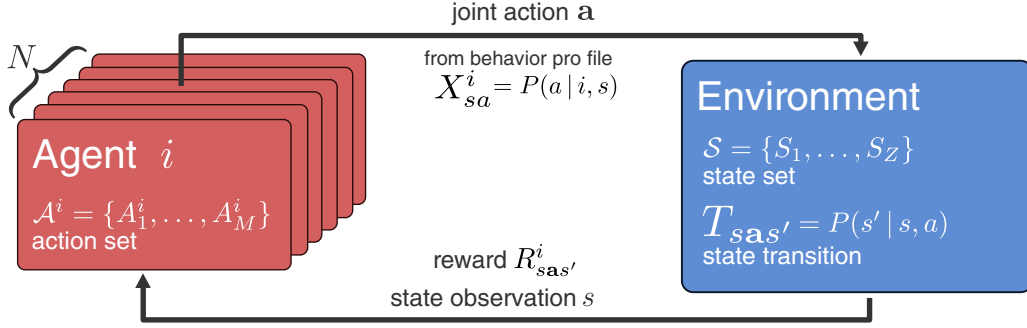 joint action 𝐚
N
from behavior pro file
X^i_{sa} = P(a | i, s)
Agent i
𝒜^i = {A^i_1, . . . , A^i_M}
action set
Environment
𝒮 = {S_1, . . . , S_Z}
state set
T_{s𝐚s′} = P(s′ | s, a)
state transition
reward R^i_{s𝐚s′}
state observation s